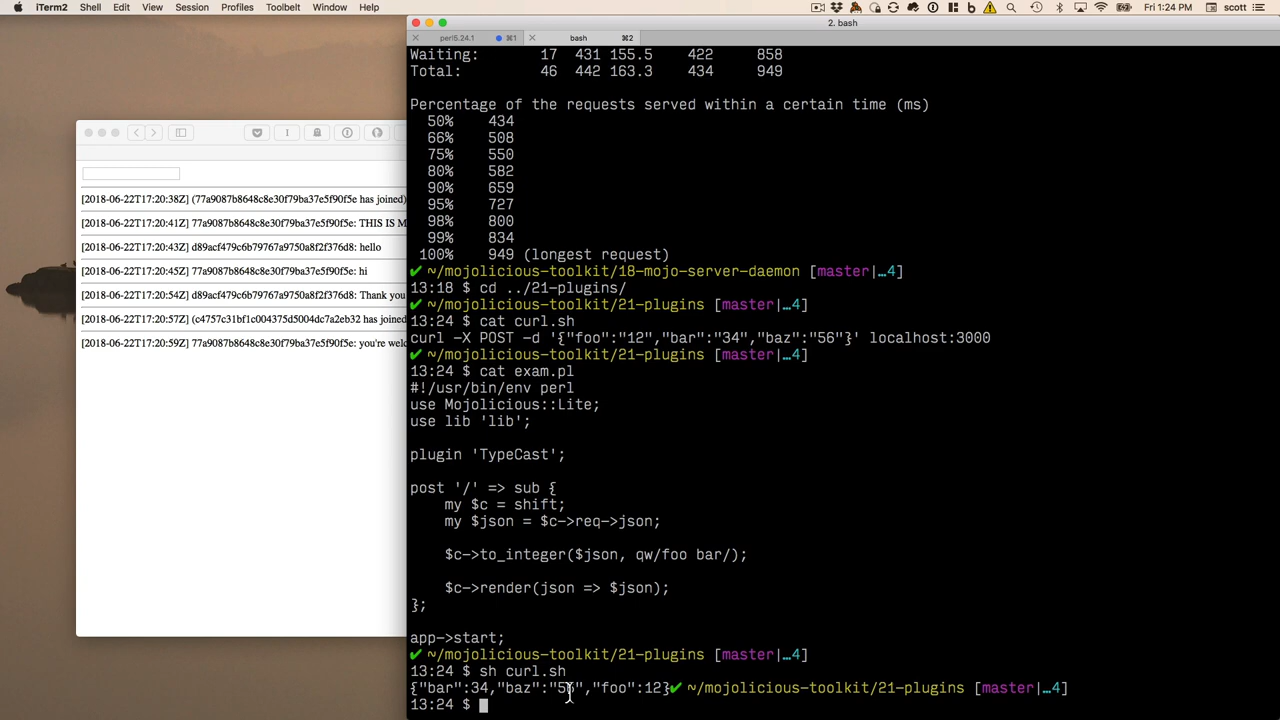 iTerm2 Shell Edit View Session Profiles Toolbelt Window Help Fri 1:24 PM scott
2. bash
perl5.24.1 ⌘1 bash ⌘2
Waiting: 17 431 155.5 422 858
Total: 46 442 163.3 434 949
Percentage of the requests served within a certain time (ms)
50% 434
66% 508
75% 550
80% 582
90% 659
95% 727
98% 800
99% 834
100% 949 (longest request)
✔ ~/mojolicious-toolkit/18-mojo-server-daemon [master|…4]
13:18 $ cd ../21-plugins/
✔ ~/mojolicious-toolkit/21-plugins [master|…4]
13:24 $ cat curl.sh
curl -X POST -d '{"foo":"12","bar":"34","baz":"56"}' localhost:3000
✔ ~/mojolicious-toolkit/21-plugins [master|…4]
13:24 $ cat exam.pl
#!/usr/bin/env perl
use Mojolicious::Lite;
use lib 'lib';
plugin 'TypeCast';
post '/' => sub {
my $c = shift;
my $json = $c->req->json;
$c->to_integer($json, qw/foo bar/);
$c->render(json => $json);
};
app->start;
✔ ~/mojolicious-toolkit/21-plugins [master|…4]
13:24 $ sh curl.sh
{"bar":34,"baz":"56","foo":12}✔ ~/mojolicious-toolkit/21-plugins [master|…4]
13:24 $
[2018-06-22T17:20:38Z] (77a9087b8648c8e30f79ba37e5f90f5e has joined)
[2018-06-22T17:20:41Z] 77a9087b8648c8e30f79ba37e5f90f5e: THIS IS M
[2018-06-22T17:20:43Z] d89acf479c6b79767a9750a8f2f376d8: hello
[2018-06-22T17:20:45Z] 77a9087b8648c8e30f79ba37e5f90f5e: hi
[2018-06-22T17:20:54Z] d89acf479c6b79767a9750a8f2f376d8: Thank you
[2018-06-22T17:20:57Z] (c4757c31bf1c004375d5004dc7a2eb32 has joined
[2018-06-22T17:20:59Z] 77a9087b8648c8e30f79ba37e5f90f5e: you're welc